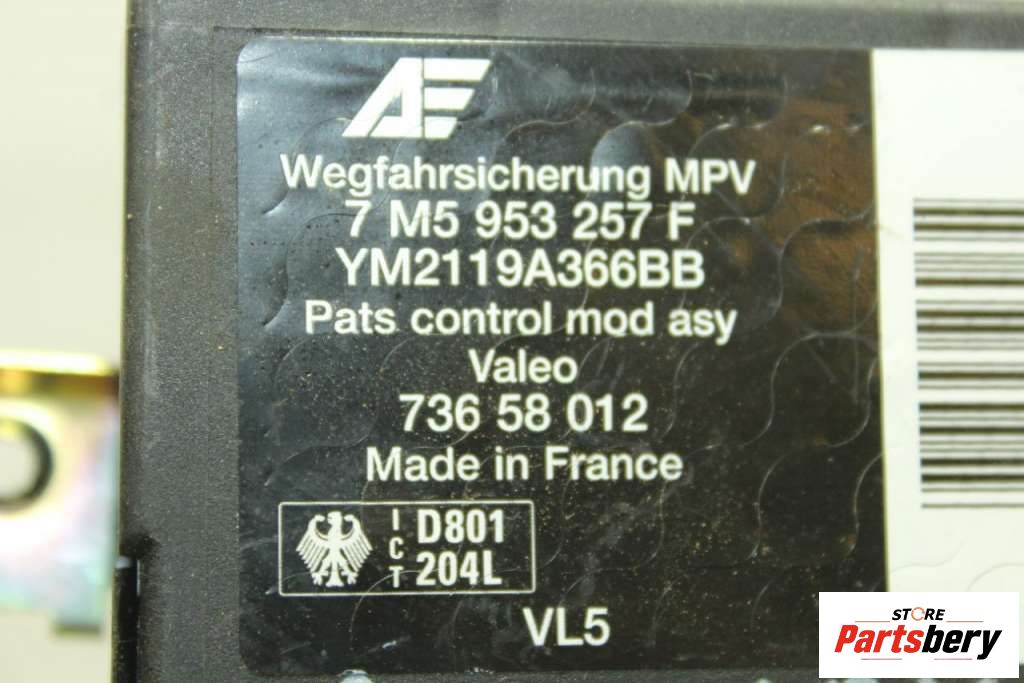 AE
Wegfahrsicherung MPV
7 M5 953 257 F
YM2119A366BB
Pats control mod asy
Valeo
736 58 012
Made in France
ICT
D801
204L
VL5
STORE
Partsbery